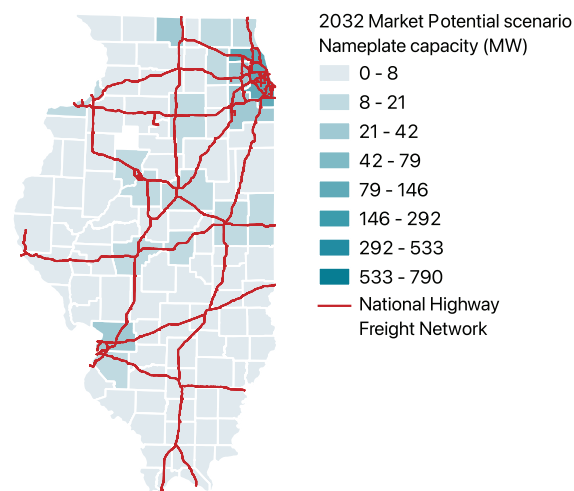 2032 Market Potential scenario
Nameplate capacity (MW)
0 - 8
8 - 21
21 - 42
42 - 79
79 - 146
146 - 292
292 - 533
533 - 790
National Highway
Freight Network